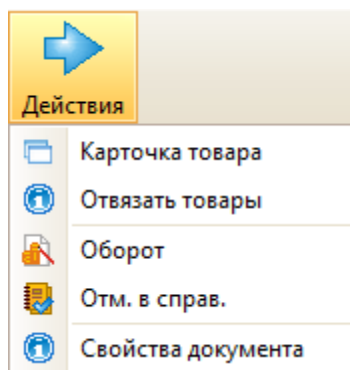 Действия
Карточка товара
Отвязать товары
Оборот
Отм. в справ.
Свойства документа